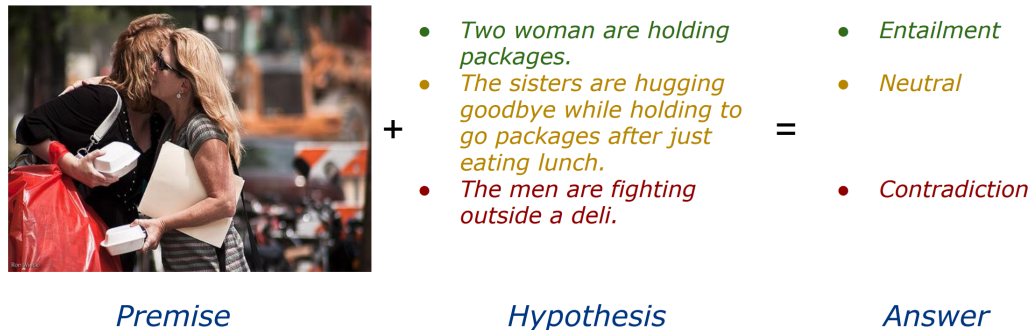 Two woman are holding
packages.
The sisters are hugging
goodbye while holding to
go packages after just
eating lunch.
The men are fighting
outside a deli.
+
=
Entailment
Neutral
Contradiction
Premise
Hypothesis
Answer